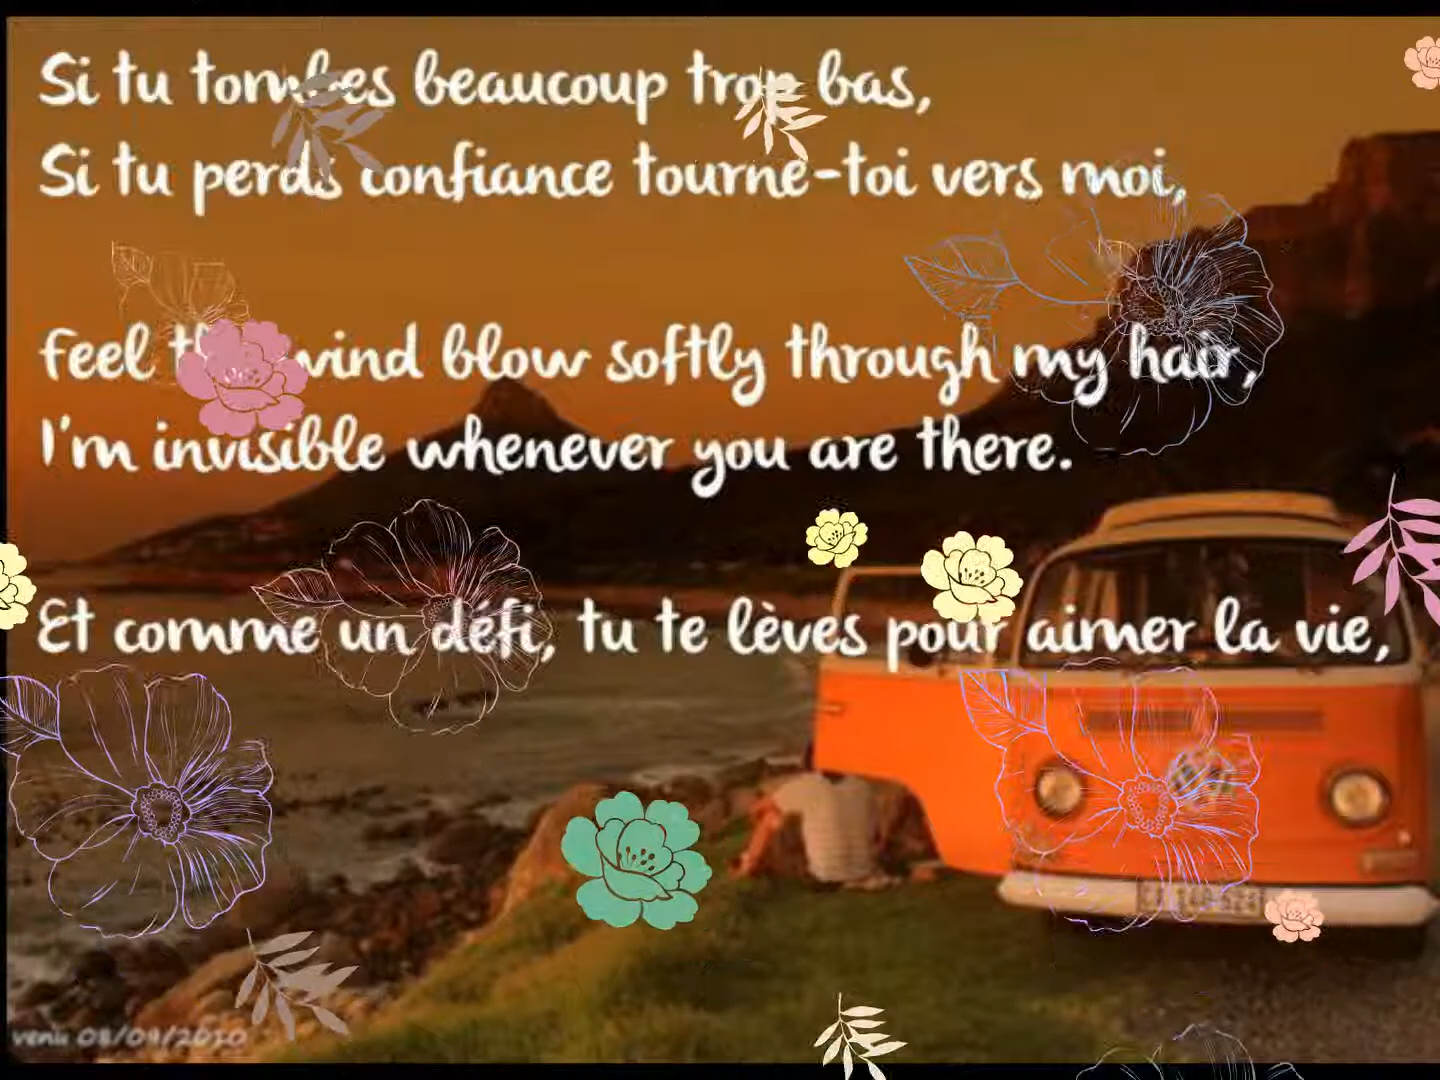 Si tu tombes beaucoup trop bas,
Si tu perds confiance tourne-toi vers moi,
Feel the wind blow softly through my hair,
I'm invisible whenever you are there.
Et comme un défi, tu te lèves pour aimer la vie,
08/09/2010